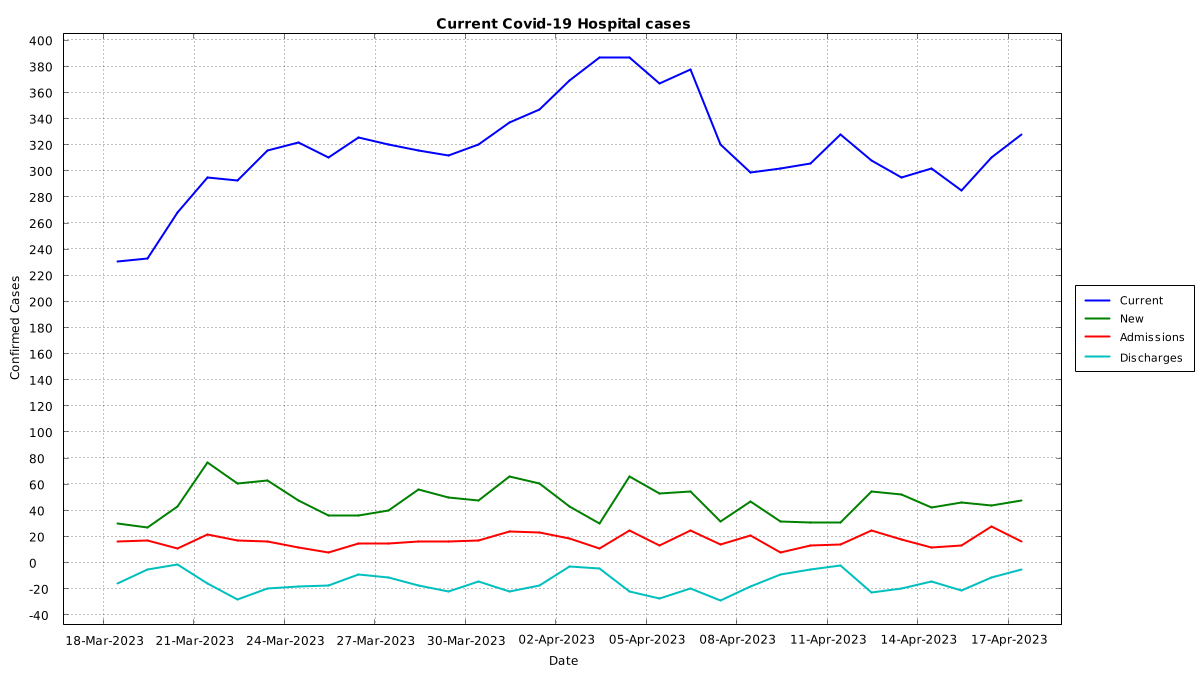 Current Covid-19 Hospital cases
400
380
360
340
320
300
280
260
240
220
200
180
160
140
120
100
80
60
40
20
0
-20
-40
Confirmed Cases
18-Mar-2023 21-Mar-2023 24-Mar-2023 27-Mar-2023 30-Mar-2023 02-Apr-2023 05-Apr-2023 08-Apr-2023 11-Apr-2023 14-Apr-2023 17-Apr-2023
Date
Current
New
Admissions
Discharges